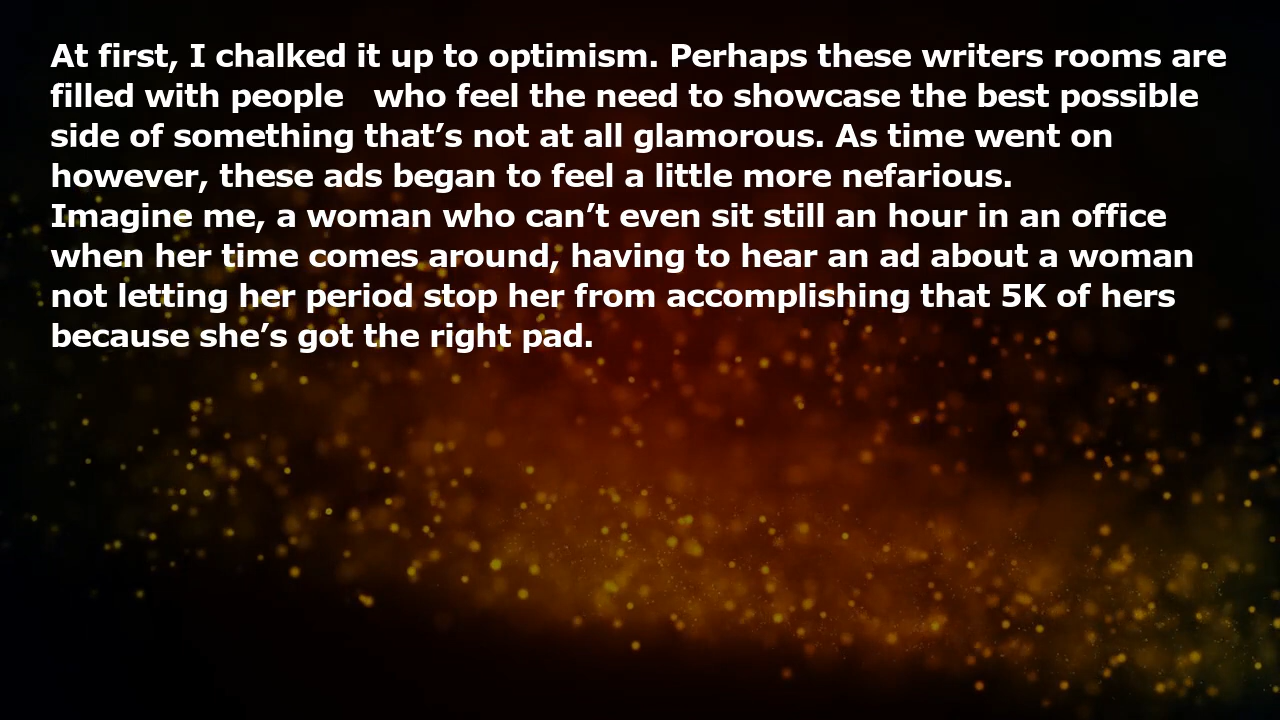 At first, I chalked it up to optimism. Perhaps these writers rooms are
filled with people   who feel the need to showcase the best possible
side of something that’s not at all glamorous. As time went on
however, these ads began to feel a little more nefarious.
Imagine me, a woman who can’t even sit still an hour in an office
when her time comes around, having to hear an ad about a woman
not letting her period stop her from accomplishing that 5K of hers
because she’s got the right pad.